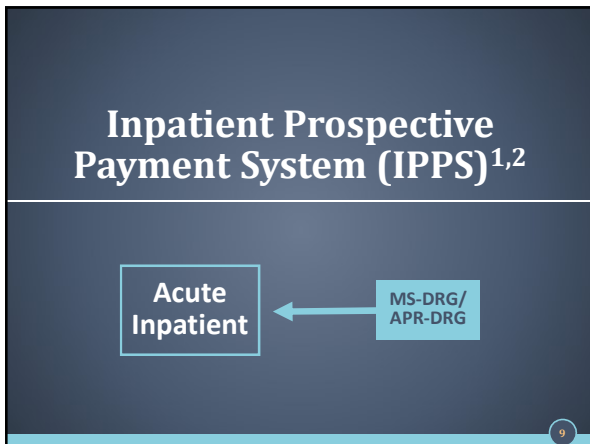 Inpatient Prospective
Payment System (IPPS)1,2
Acute
Inpatient
MS-DRG/
APR-DRG
9